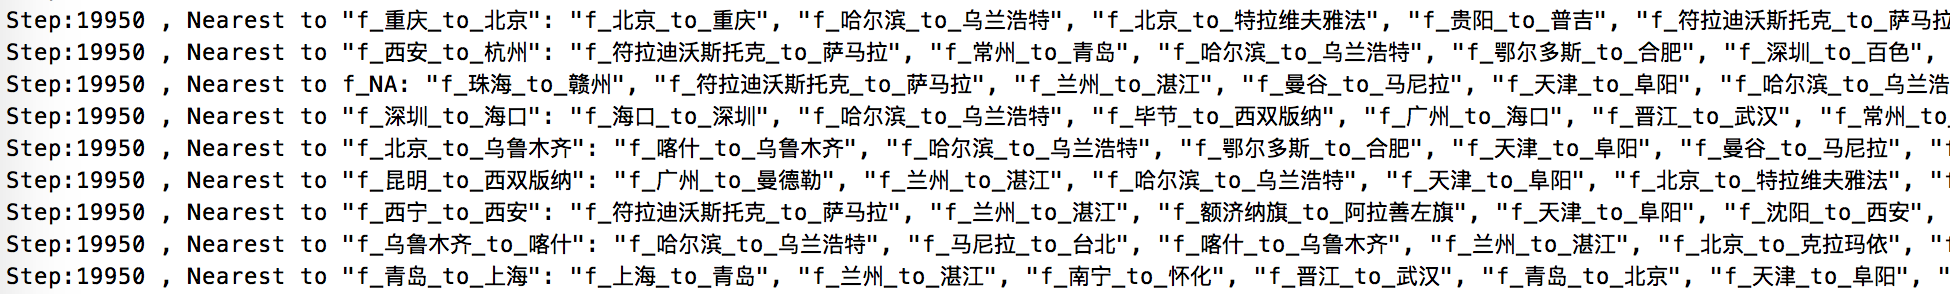 Step:19950 , Nearest to "f_重庆_to_北京": "f_北京_to_重庆", "f_哈尔滨_to_乌兰浩特", "f_北京_to_特拉维夫雅法", "f_贵阳_to_普吉", "f_符拉迪沃斯托克_to_萨马拉
Step:19950 , Nearest to "f_西安_to_杭州": "f_符拉迪沃斯托克_to_萨马拉", "f_常州_to_青岛", "f_哈尔滨_to_乌兰浩特", "f_鄂尔多斯_to_合肥", "f_深圳_to_百色",
Step:19950 , Nearest to f_NA: "f_珠海_to_赣州", "f_符拉迪沃斯托克_to_萨马拉", "f_兰州_to_湛江", "f_曼谷_to_马尼拉", "f_天津_to_阜阳", "f_哈尔滨_to_乌兰浩
Step:19950 , Nearest to "f_深圳_to_海口": "f_海口_to_深圳", "f_哈尔滨_to_乌兰浩特", "f_毕节_to_西双版纳", "f_广州_to_海口", "f_晋江_to_武汉", "f_常州_to_
Step:19950 , Nearest to "f_北京_to_乌鲁木齐": "f_喀什_to_乌鲁木齐", "f_哈尔滨_to_乌兰浩特", "f_鄂尔多斯_to_合肥", "f_天津_to_阜阳", "f_曼谷_to_马尼拉", "f
Step:19950 , Nearest to "f_昆明_to_西双版纳": "f_广州_to_曼德勒", "f_兰州_to_湛江", "f_哈尔滨_to_乌兰浩特", "f_天津_to_阜阳", "f_北京_to_特拉维夫雅法", "f
Step:19950 , Nearest to "f_西宁_to_西安": "f_符拉迪沃斯托克_to_萨马拉", "f_兰州_to_湛江", "f_额济纳旗_to_阿拉善左旗", "f_天津_to_阜阳", "f_沈阳_to_西安",
Step:19950 , Nearest to "f_乌鲁木齐_to_喀什": "f_哈尔滨_to_乌兰浩特", "f_马尼拉_to_台北", "f_喀什_to_乌鲁木齐", "f_兰州_to_湛江", "f_北京_to_克拉玛依", "f
Step:19950 , Nearest to "f_青岛_to_上海": "f_上海_to_青岛", "f_兰州_to_湛江", "f_南宁_to_怀化", "f_晋江_to_武汉", "f_青岛_to_北京", "f_天津_to_阜阳", "